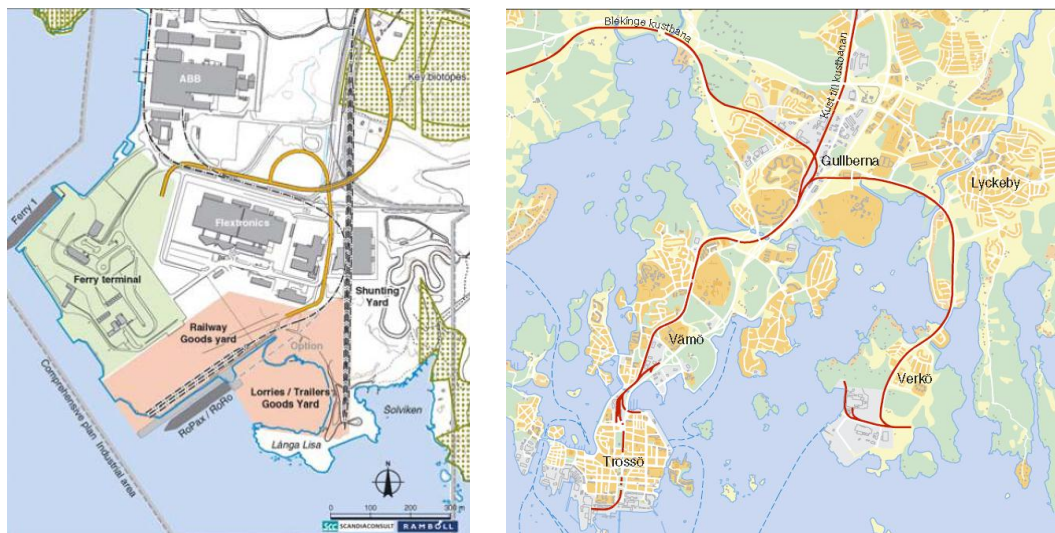 ABB
Key biotopes
Ferry 1
Flextronics
Ferry terminal
Shunting
Yard
Railway
Goods yard
Option
Lorries / Trailers
Goods Yard
RoPax / RoRo
Solviken
Långa Lisa
Comprehensive plan Industrial area
N
0 100 200 300 m
Scc SCANDIACONSULT RAMBOLL
Blekinge kustbana
Kust till kustbanan
Gullberna
Lyckeby
Vämö
Verkö
Trossö